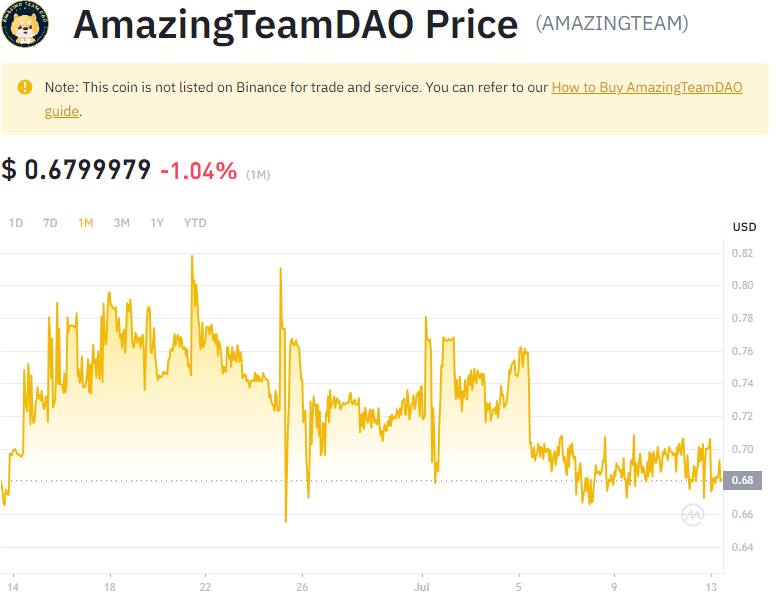 AMAZING TEAM DAO
AmazingTeamDAO Price (AMAZINGTEAM)
Note: This coin is not listed on Binance for trade and service. You can refer to our How to Buy AmazingTeamDAO
guide.
$ 0.6799979 -1.04% (1M)
1D 7D 1M 3M 1Y YTD
USD
0.82
0.80
0.78
0.76
0.74
0.72
0.70
0.68
0.66
0.64
14 18 22 26 Jul 5 9 13